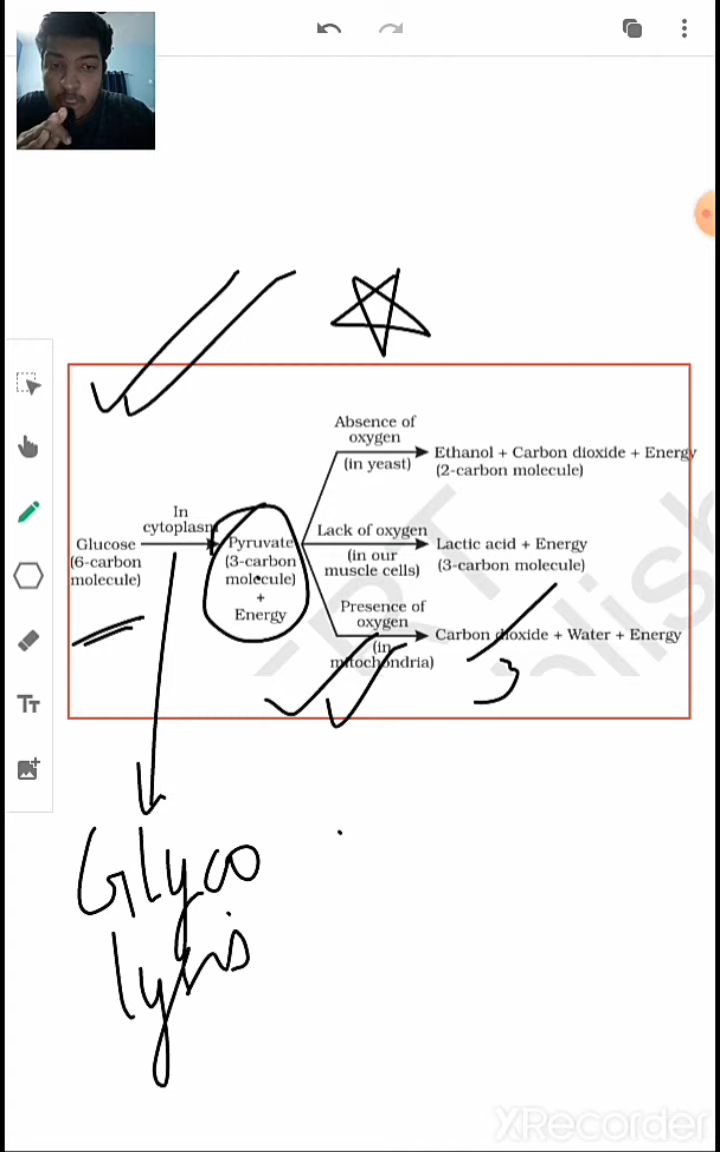 Absence of
oxygen
(in yeast)
Ethanol + Carbon dioxide + Energy
(2-carbon molecule)
In
cytoplasm
Glucose
(6-carbon
molecule)
Pyruvate
(3-carbon
molecule)
+
Energy
Lack of oxygen
(in our
muscle cells)
Lactic acid + Energy
(3-carbon molecule)
Presence of
oxygen
(in
mitochondria)
Carbon dioxide + Water + Energy
3
Glyco
lysis
TT
XRecorder